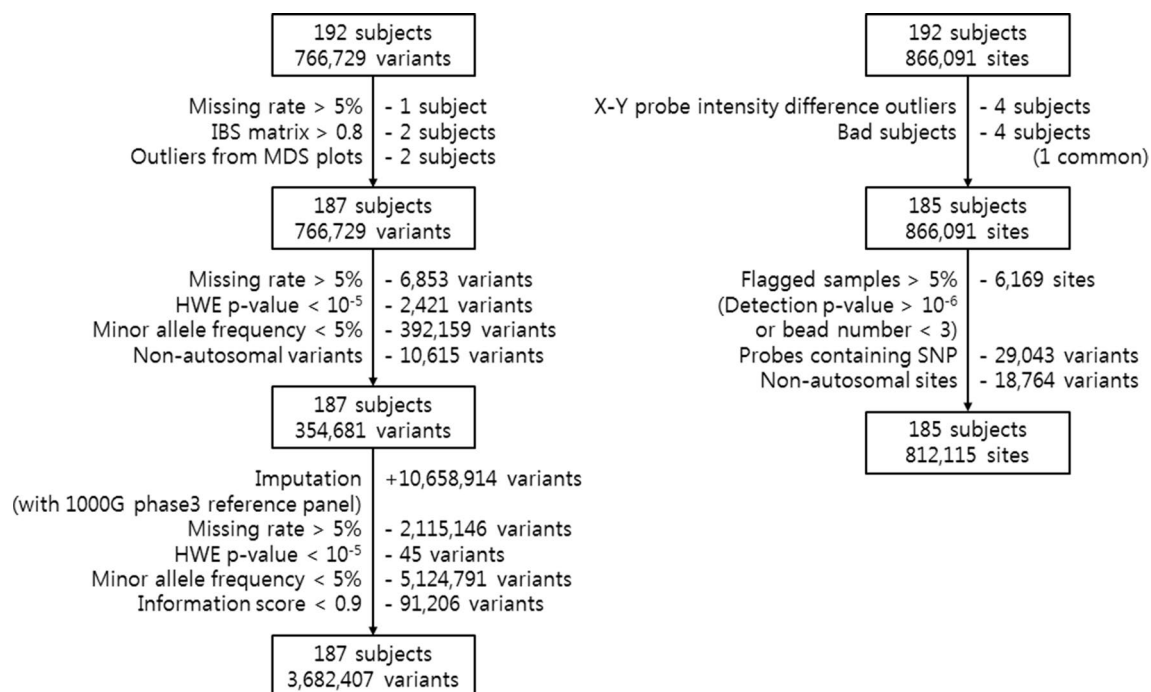 192 subjects
766,729 variants
Missing rate > 5% - 1 subject
IBS matrix > 0.8 - 2 subjects
Outliers from MDS plots - 2 subjects
187 subjects
766,729 variants
Missing rate > 5% - 6,853 variants
HWE p-value < 10⁻⁵ - 2,421 variants
Minor allele frequency < 5% - 392,159 variants
Non-autosomal variants - 10,615 variants
187 subjects
354,681 variants
Imputation +10,658,914 variants
(with 1000G phase3 reference panel)
Missing rate > 5% - 2,115,146 variants
HWE p-value < 10⁻⁵ - 45 variants
Minor allele frequency < 5% - 5,124,791 variants
Information score < 0.9 - 91,206 variants
187 subjects
3,682,407 variants
192 subjects
866,091 sites
X-Y probe intensity difference outliers - 4 subjects
Bad subjects - 4 subjects
(1 common)
185 subjects
866,091 sites
Flagged samples > 5% - 6,169 sites
(Detection p-value > 10⁻⁶
or bead number < 3)
Probes containing SNP - 29,043 variants
Non-autosomal sites - 18,764 variants
185 subjects
812,115 sites